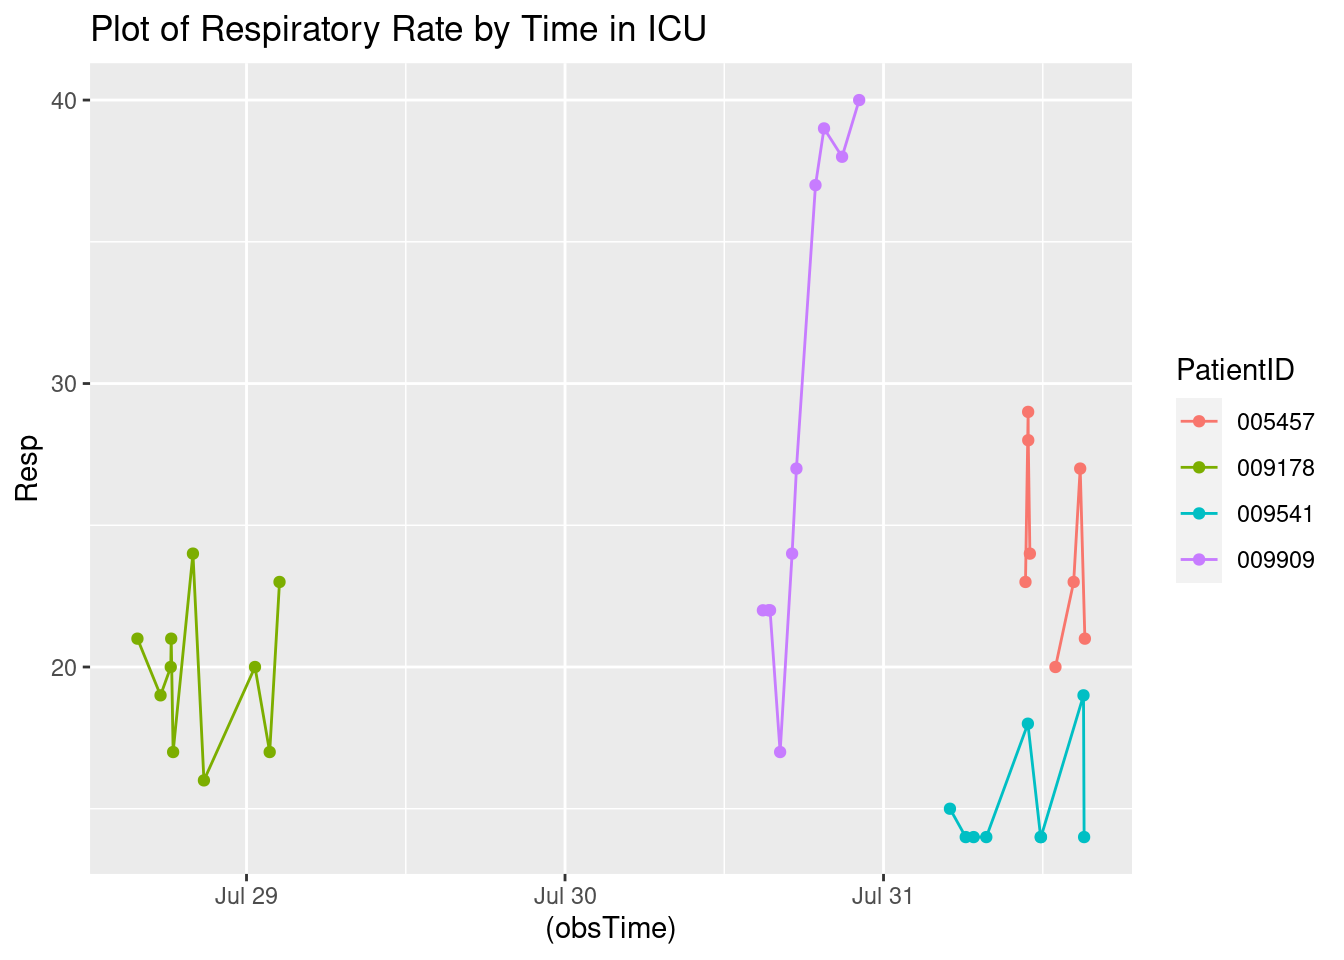 Plot of Respiratory Rate by Time in ICU
40
30
20
Resp
Jul 29
Jul 30
Jul 31
(obsTime)
PatientID
005457
009178
009541
009909